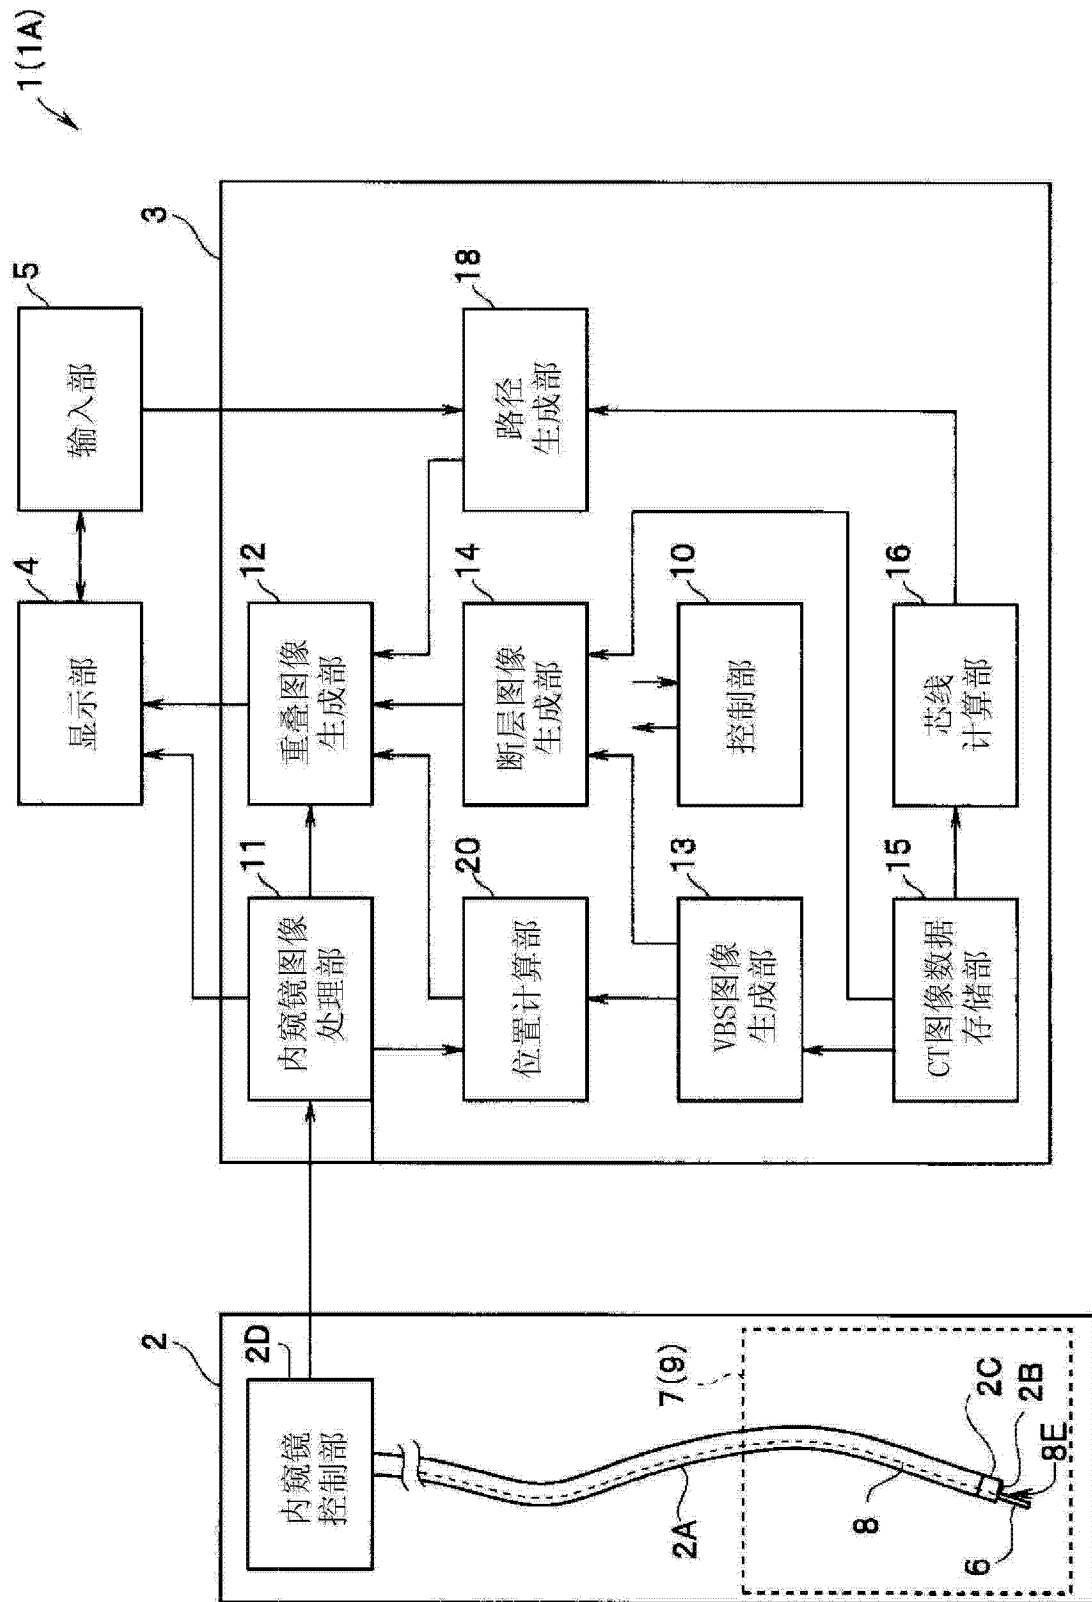 1(1A)
3
5
输入部
4
显示部
18
路径
生成部
12
重叠图像
生成部
14
断层图像
生成部
10
控制部
16
芯线
计算部
11
内窥镜图像
处理部
20
位置计算部
13
VBS图像
生成部
15
CT图像数据
存储部
2
2D
内窥镜
控制部
7(9)
2A
8
2C
2B
8E
6